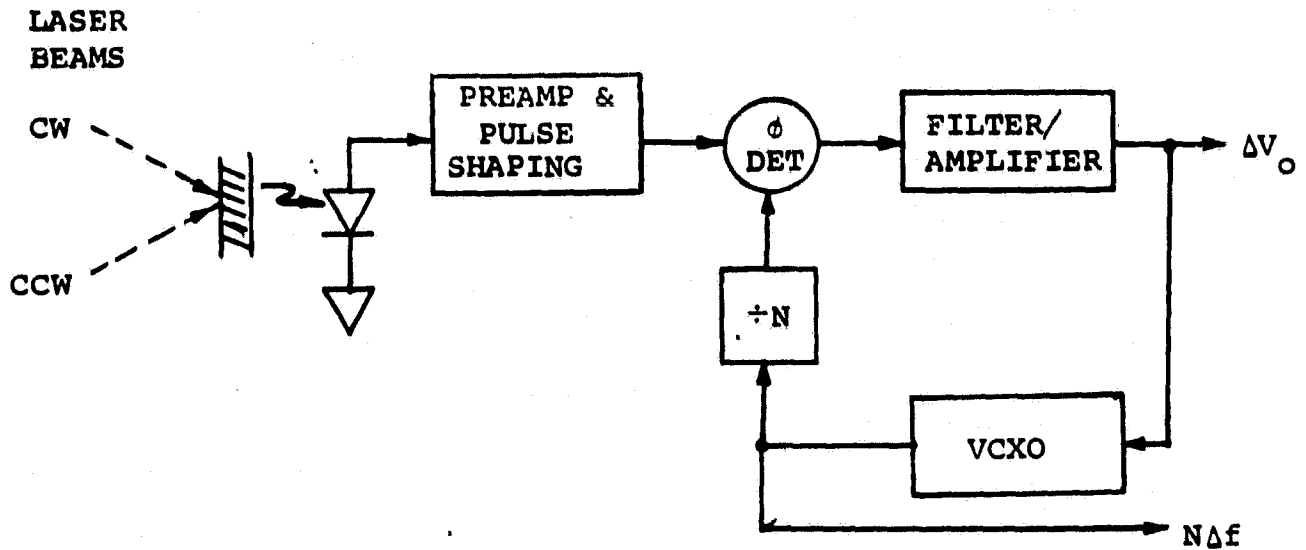 LASER
BEAMS
CW
CCW
PREAMP &
PULSE
SHAPING
ϕ
DET
FILTER/
AMPLIFIER
ΔVo
÷N
VCXO
NΔf